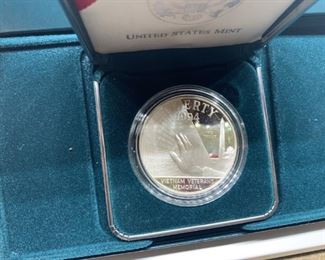 UNITED STATES MINT
LIBERTY
1994
VIETNAM VETERANS
MEMORIAL